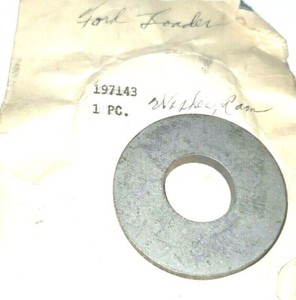 Ford Loader
197143
1 PC.
Washer, Ram